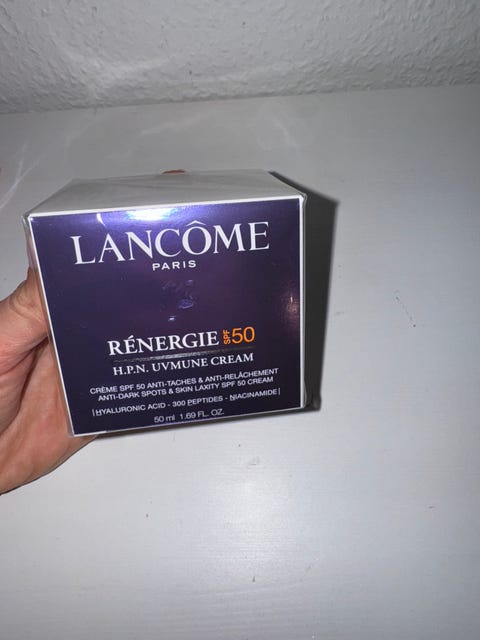 LANCÔME
PARIS
RÉNERGIE SPF 50
H.P.N. UVMUNE CREAM
CRÈME SPF 50 ANTI-TACHES & ANTI-RELÂCHEMENT
ANTI-DARK SPOTS & SKIN LAXITY SPF 50 CREAM
|HYALURONIC ACID - 300 PEPTIDES - NIACINAMIDE|
50 ml 1.69 FL. OZ.